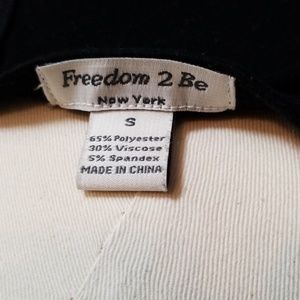 Freedom 2 Be
New York
S
65% Polyester
30% Viscose
5% Spandex
MADE IN CHINA